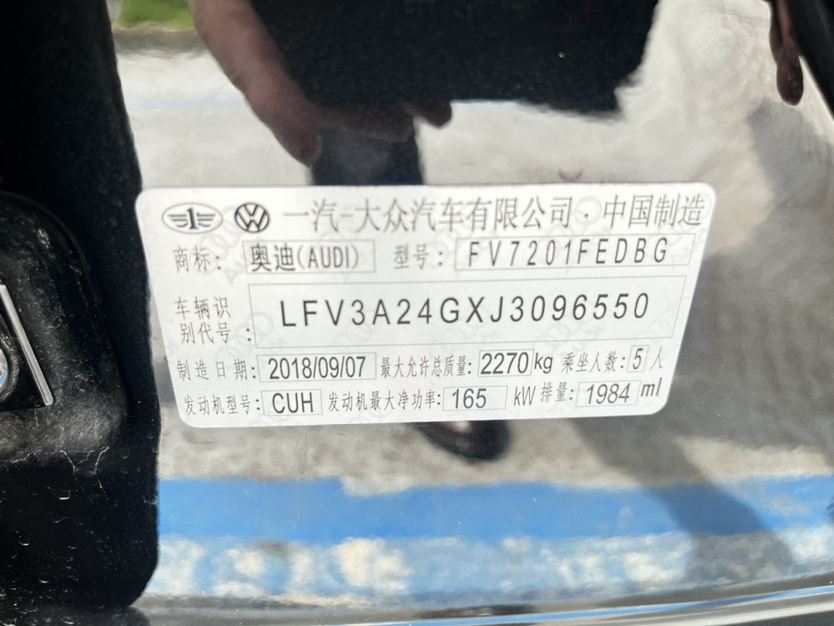 一汽-大众汽车有限公司·中国制造
商标: 奥迪(AUDI) 型号: FV7201FEDBG
车辆识别代号: LFV3A24GXJ3096550
制造日期: 2018/09/07 最大允许总质量: 2270kg 乘坐人数: 5人
发动机型号: CUH 发动机最大净功率: 165 kW 排量: 1984 ml